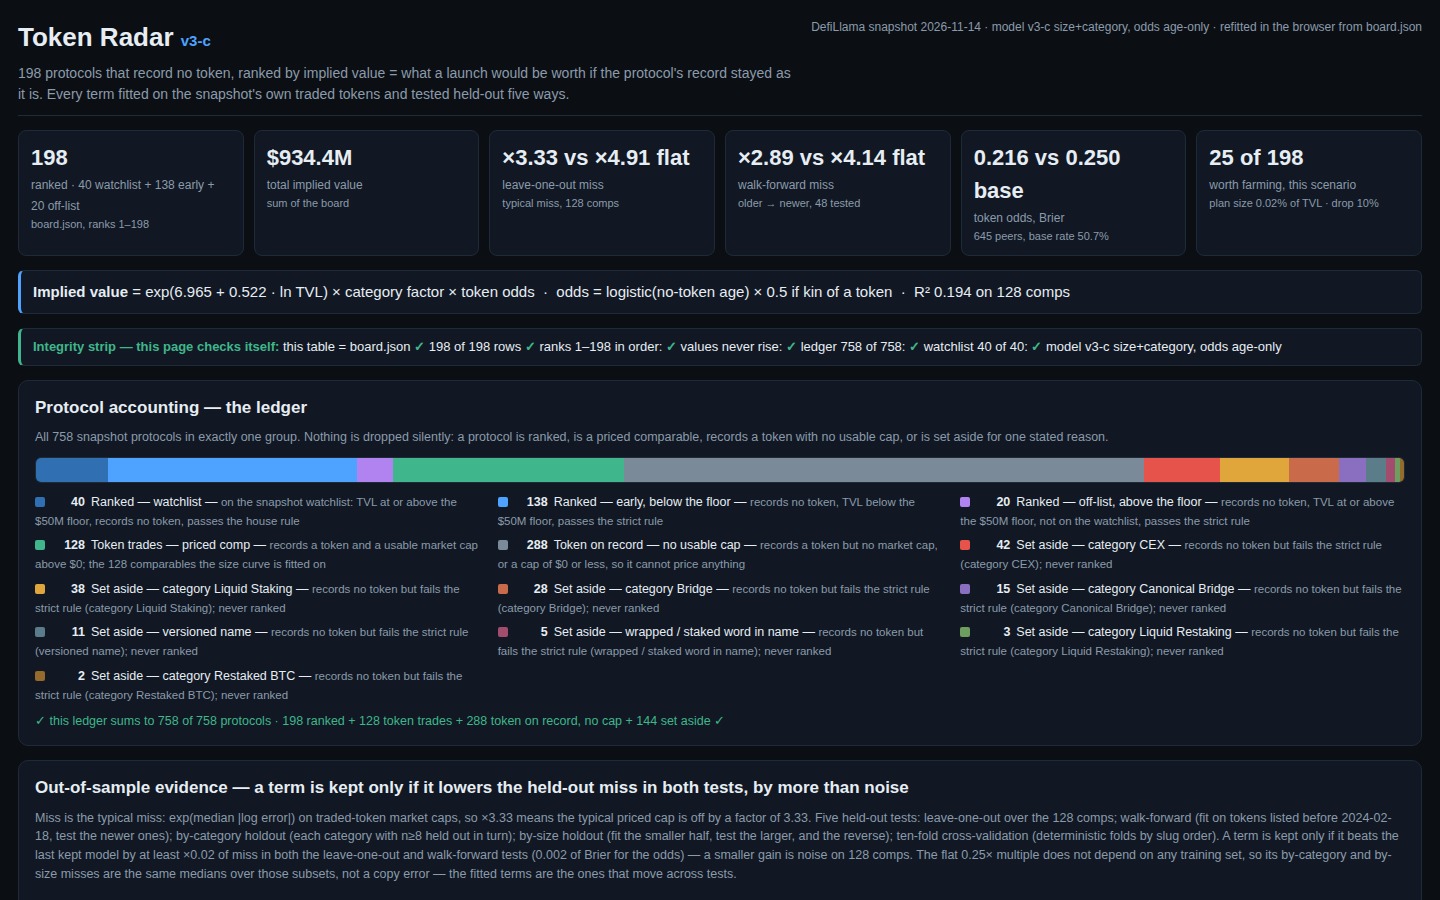 Token Radar v3-c
DefiLlama snapshot 2026-11-14 · model v3-c size+category, odds age-only · refitted in the browser from board.json
198 protocols that record no token, ranked by implied value = what a launch would be worth if the protocol's record stayed as
it is. Every term fitted on the snapshot's own traded tokens and tested held-out five ways.
198
ranked · 40 watchlist + 138 early +
20 off-list
board.json, ranks 1–198
$934.4M
total implied value
sum of the board
×3.33 vs ×4.91 flat
leave-one-out miss
typical miss, 128 comps
×2.89 vs ×4.14 flat
walk-forward miss
older → newer, 48 tested
0.216 vs 0.250
base
token odds, Brier
645 peers, base rate 50.7%
25 of 198
worth farming, this scenario
plan size 0.02% of TVL · drop 10%
Implied value = exp(6.965 + 0.522 · ln TVL) × category factor × token odds · odds = logistic(no-token age) × 0.5 if kin of a token · R² 0.194 on 128 comps
Integrity strip — this page checks itself: this table = board.json ✓ 198 of 198 rows ✓ ranks 1–198 in order: ✓ values never rise: ✓ ledger 758 of 758: ✓ watchlist 40 of 40: ✓ model v3-c size+category, odds age-only
Protocol accounting — the ledger
All 758 snapshot protocols in exactly one group. Nothing is dropped silently: a protocol is ranked, is a priced comparable, records a token with no usable cap, or is set aside for one stated reason.
40 Ranked — watchlist — on the snapshot watchlist: TVL at or above the
$50M floor, records no token, passes the house rule
138 Ranked — early, below the floor — records no token, TVL below the
$50M floor, passes the strict rule
20 Ranked — off-list, above the floor — records no token, TVL at or above
the $50M floor, not on the watchlist, passes the strict rule
128 Token trades — priced comp — records a token and a usable market cap
above $0; the 128 comparables the size curve is fitted on
288 Token on record — no usable cap — records a token but no market cap,
or a cap of $0 or less, so it cannot price anything
42 Set aside — category CEX — records no token but fails the strict rule
(category CEX); never ranked
38 Set aside — category Liquid Staking — records no token but fails the
strict rule (category Liquid Staking); never ranked
28 Set aside — category Bridge — records no token but fails the strict rule
(category Bridge); never ranked
15 Set aside — category Canonical Bridge — records no token but fails the
strict rule (category Canonical Bridge); never ranked
11 Set aside — versioned name — records no token but fails the strict rule
(versioned name); never ranked
5 Set aside — wrapped / staked word in name — records no token but
fails the strict rule (wrapped / staked word in name); never ranked
3 Set aside — category Liquid Restaking — records no token but fails the
strict rule (category Liquid Restaking); never ranked
2 Set aside — category Restaked BTC — records no token but fails the
strict rule (category Restaked BTC); never ranked
✓ this ledger sums to 758 of 758 protocols · 198 ranked + 128 token trades + 288 token on record, no cap + 144 set aside ✓
Out-of-sample evidence — a term is kept only if it lowers the held-out miss in both tests, by more than noise
Miss is the typical miss: exp(median |log error|) on traded-token market caps, so ×3.33 means the typical priced cap is off by a factor of 3.33. Five held-out tests: leave-one-out over the 128 comps; walk-forward (fit on tokens listed before 2024-02-
18, test the newer ones); by-category holdout (each category with n≥8 held out in turn); by-size holdout (fit the smaller half, test the larger, and the reverse); ten-fold cross-validation (deterministic folds by slug order). A term is kept only if it beats the
last kept model by at least ×0.02 of miss in both the leave-one-out and walk-forward tests (0.002 of Brier for the odds) — a smaller gain is noise on 128 comps. The flat 0.25× multiple does not depend on any training set, so its by-category and by-
size misses are the same medians over those subsets, not a copy error — the fitted terms are the ones that move across tests.